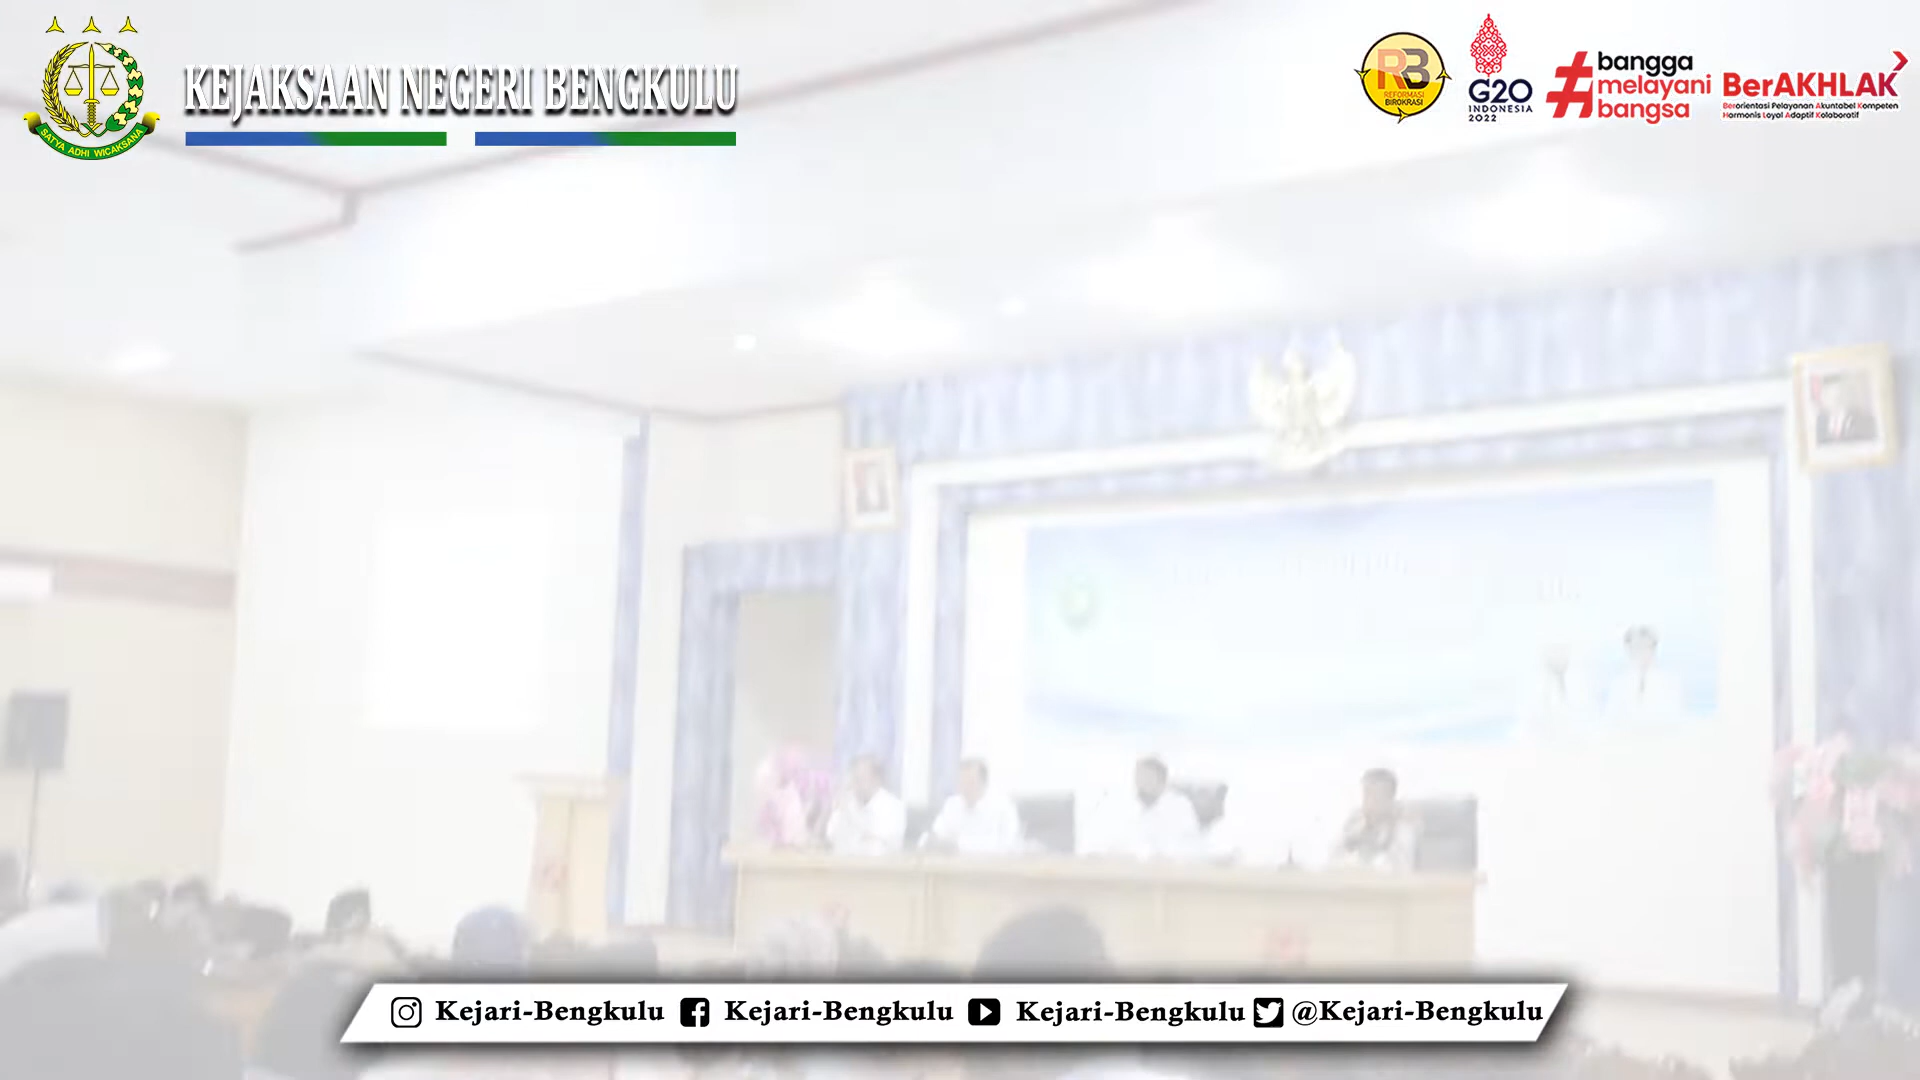 KEJAKSAAN NEGERI BENGKULU
SATYA ADHI WICAKSANA
RB
REFORMASI
BIROKRASI
G20
INDONESIA
2022
#bangga
melayani
bangsa
BerAKHLAK
Berorientasi Pelayanan Akuntabel Kompeten
Harmonis Loyal Adaptif Kolaboratif
Kejari-Bengkulu Kejari-Bengkulu Kejari-Bengkulu @Kejari-Bengkulu